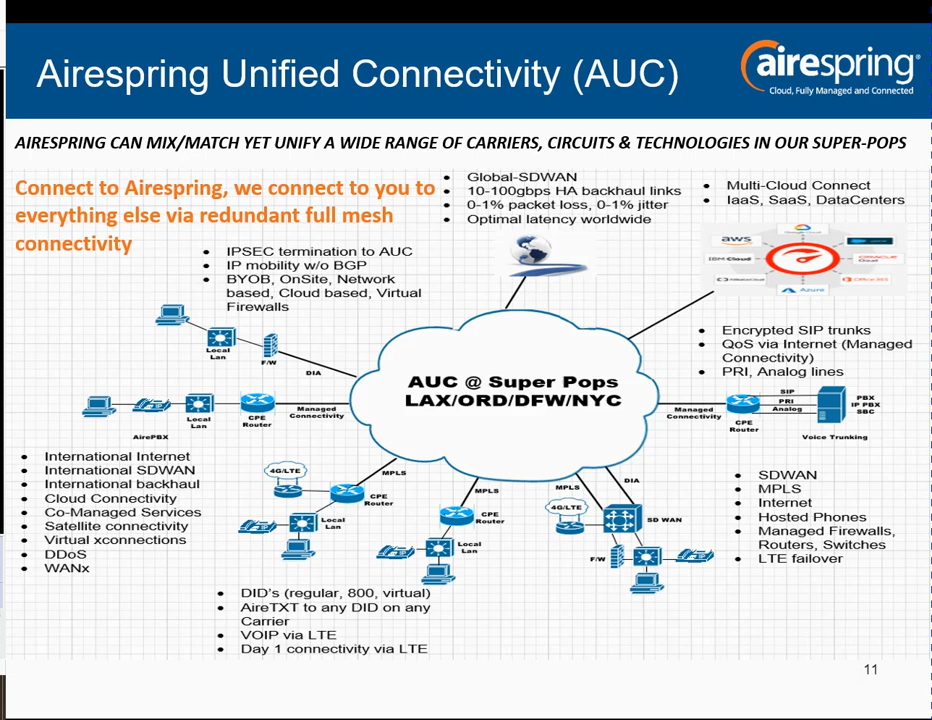 Airespring Unified Connectivity (AUC)
airespring®
Cloud, Fully Managed and Connected
AIRESPRING CAN MIX/MATCH YET UNIFY A WIDE RANGE OF CARRIERS, CIRCUITS & TECHNOLOGIES IN OUR SUPER-POPS
Connect to Airespring, we connect to you to
everything else via redundant full mesh
connectivity
• Global-SDWAN
• 10-100gbps HA backhaul links
• 0-1% packet loss, 0-1% jitter
• Optimal latency worldwide
• Multi-Cloud Connect
• IaaS, SaaS, DataCenters
Google Cloud
aws
IBM Cloud
ORACLE
Cloud
Alibaba Cloud
Office 365
Azure
• IPSEC termination to AUC
• IP mobility w/o BGP
• BYOB, OnSite, Network
based, Cloud based, Virtual
Firewalls
Local
Lan
F/W
DIA
• Encrypted SIP trunks
• QoS via Internet (Managed
Connectivity)
• PRI, Analog lines
AUC @ Super Pops
LAX/ORD/DFW/NYC
AirePBX
Local
Lan
CPE
Router
Managed
Connectivity
Managed
Connectivity
CPE
Router
SIP
PRI
Analog
PBX
IP PBX
SBC
Voice Trunking
• International Internet
• International SDWAN
• International backhaul
• Cloud Connectivity
• Co-Managed Services
• Satellite connectivity
• Virtual xconnections
• DDoS
• WANx
4G/LTE
MPLS
CPE
Router
Local
Lan
MPLS
CPE
Router
Local
Lan
MPLS
DIA
4G/LTE
SD WAN
F/W
• SDWAN
• MPLS
• Internet
• Hosted Phones
• Managed Firewalls,
Routers, Switches
• LTE failover
• DID's (regular, 800, virtual)
• AireTXT to any DID on any
Carrier
• VOIP via LTE
• Day 1 connectivity via LTE
11